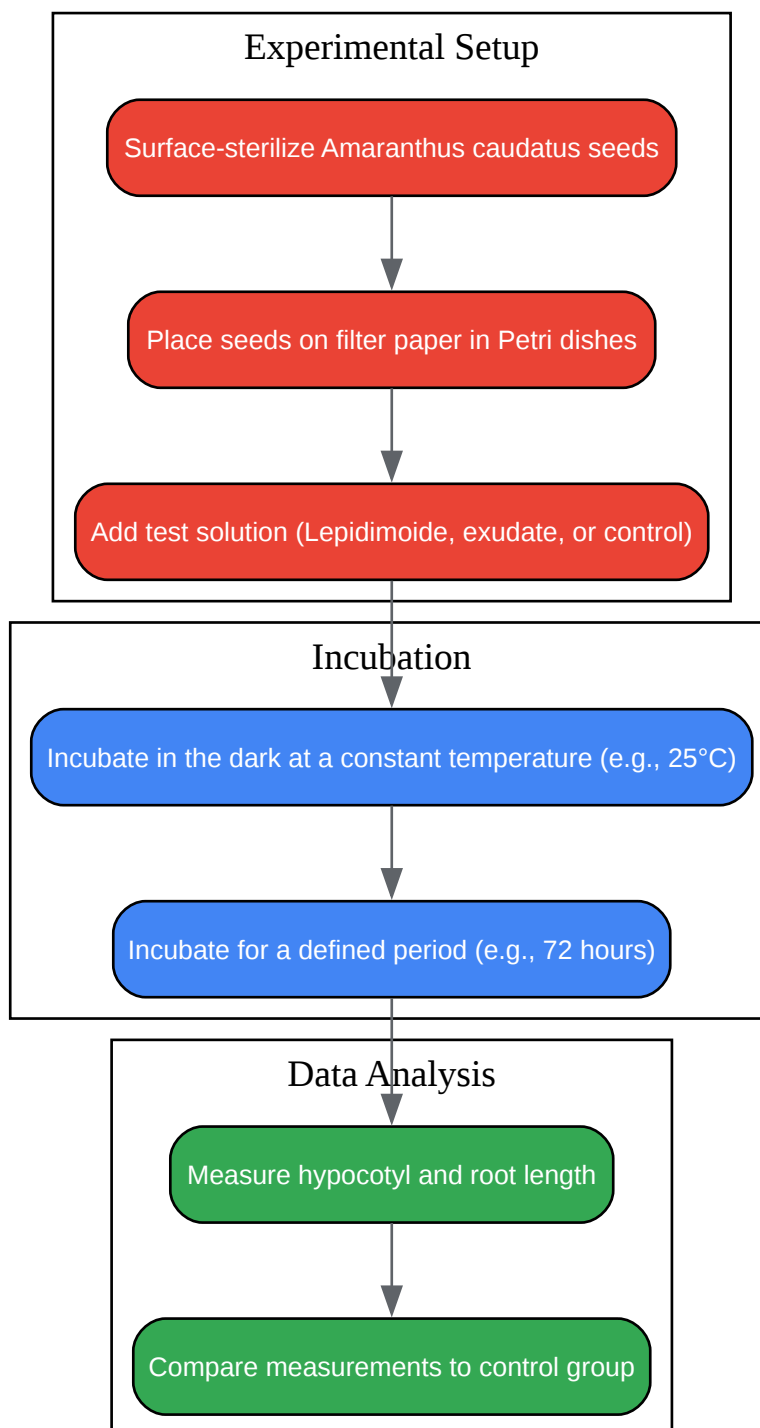 Experimental Setup
Surface-sterilize Amaranthus caudatus seeds
Place seeds on filter paper in Petri dishes
Add test solution (Lepidimoide, exudate, or control)
Incubation
Incubate in the dark at a constant temperature (e.g., 25°C)
Incubate for a defined period (e.g., 72 hours)
Data Analysis
Measure hypocotyl and root length
Compare measurements to control group